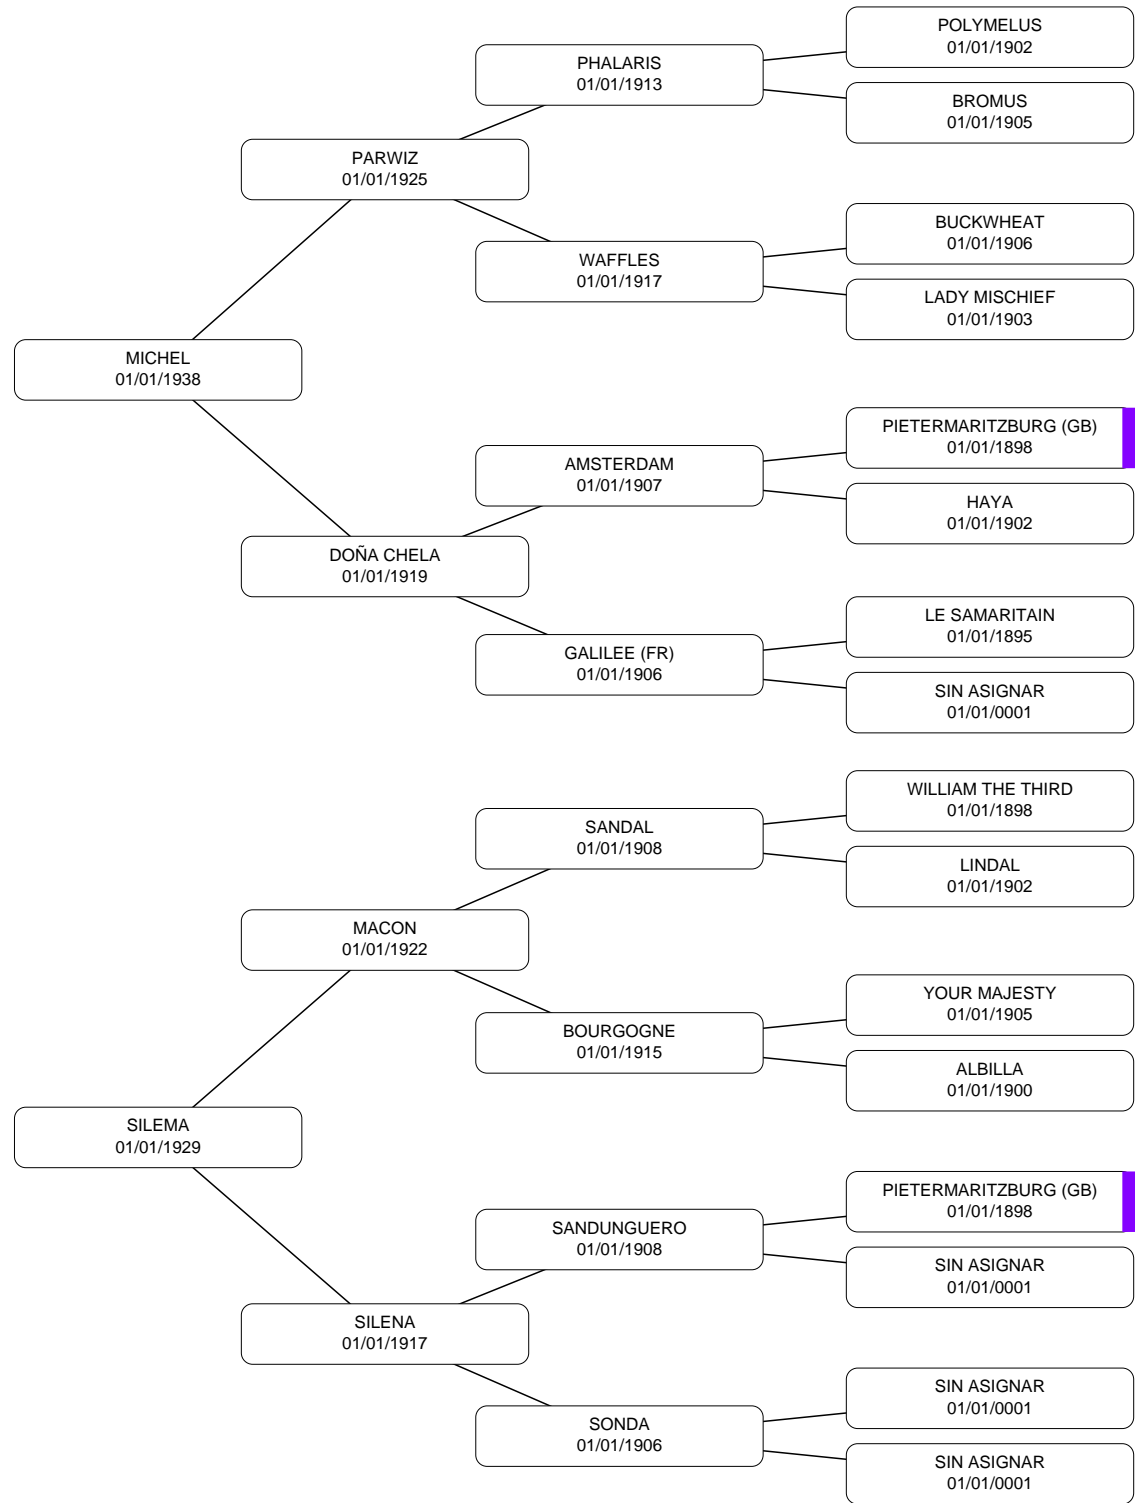 POLYMELUS
01/01/1902
PHALARIS
01/01/1913
BROMUS
01/01/1905
PARWIZ
01/01/1925
BUCKWHEAT
01/01/1906
WAFFLES
01/01/1917
LADY MISCHIEF
01/01/1903
MICHEL
01/01/1938
PIETERMARITZBURG (GB)
01/01/1898
AMSTERDAM
01/01/1907
HAYA
01/01/1902
DOÑA CHELA
01/01/1919
LE SAMARITAIN
01/01/1895
GALILEE (FR)
01/01/1906
SIN ASIGNAR
01/01/0001
WILLIAM THE THIRD
01/01/1898
SANDAL
01/01/1908
LINDAL
01/01/1902
MACON
01/01/1922
YOUR MAJESTY
01/01/1905
BOURGOGNE
01/01/1915
ALBILLA
01/01/1900
SILEMA
01/01/1929
PIETERMARITZBURG (GB)
01/01/1898
SANDUNGUERO
01/01/1908
SIN ASIGNAR
01/01/0001
SILENA
01/01/1917
SIN ASIGNAR
01/01/0001
SONDA
01/01/1906
SIN ASIGNAR
01/01/0001